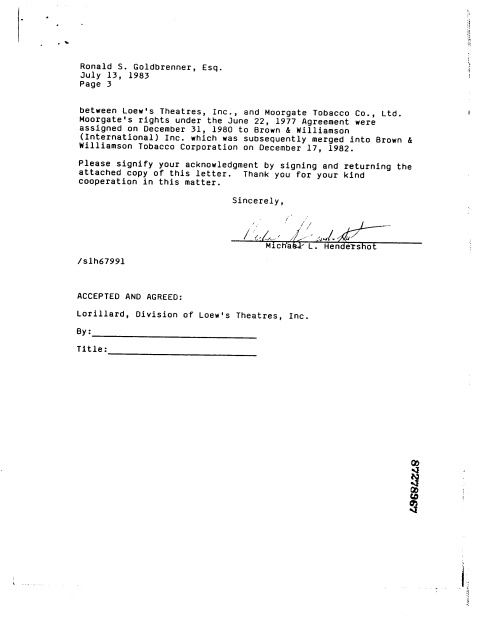 Ronald S. Goldbrenner, Esq.
July 13, 1983
Page 3
between Loew's Theatres, Inc., and Moorgate Tobacco Co., Ltd.
Moorgate's rights under the June 22, 1977 Agreement were
assigned on December 31, 1980 to Brown & Williamson
(International) Inc. which was subsequently merged into Brown &
Williamson Tobacco Corporation on December 17, 1982.
Please signify your acknowledgment by signing and returning the
attached copy of this letter. Thank you for your kind
cooperation in this matter.
Sincerely,
Michael L. Hendershot
/slh67991
ACCEPTED AND AGREED:
Lorillard, Division of Loew's Theatres, Inc.
By:
Title:
87278967